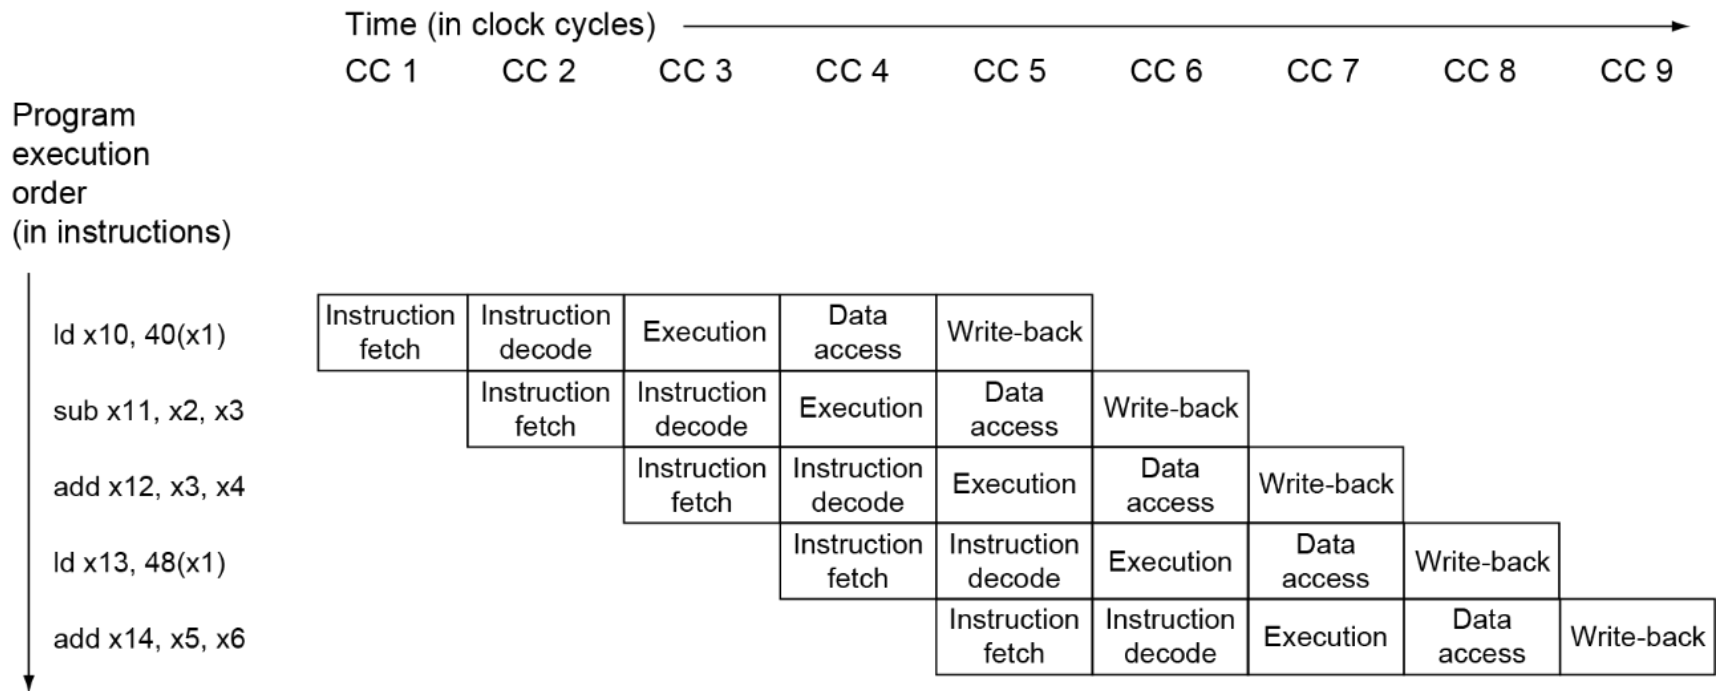 Time (in clock cycles)
CC 1 CC 2 CC 3 CC 4 CC 5 CC 6 CC 7 CC 8 CC 9
Program
execution
order
(in instructions)
ld x10, 40(x1)
Instruction
fetch
Instruction
decode
Execution
Data
access
Write-back
sub x11, x2, x3
Instruction
fetch
Instruction
decode
Execution
Data
access
Write-back
add x12, x3, x4
Instruction
fetch
Instruction
decode
Execution
Data
access
Write-back
ld x13, 48(x1)
Instruction
fetch
Instruction
decode
Execution
Data
access
Write-back
add x14, x5, x6
Instruction
fetch
Instruction
decode
Execution
Data
access
Write-back